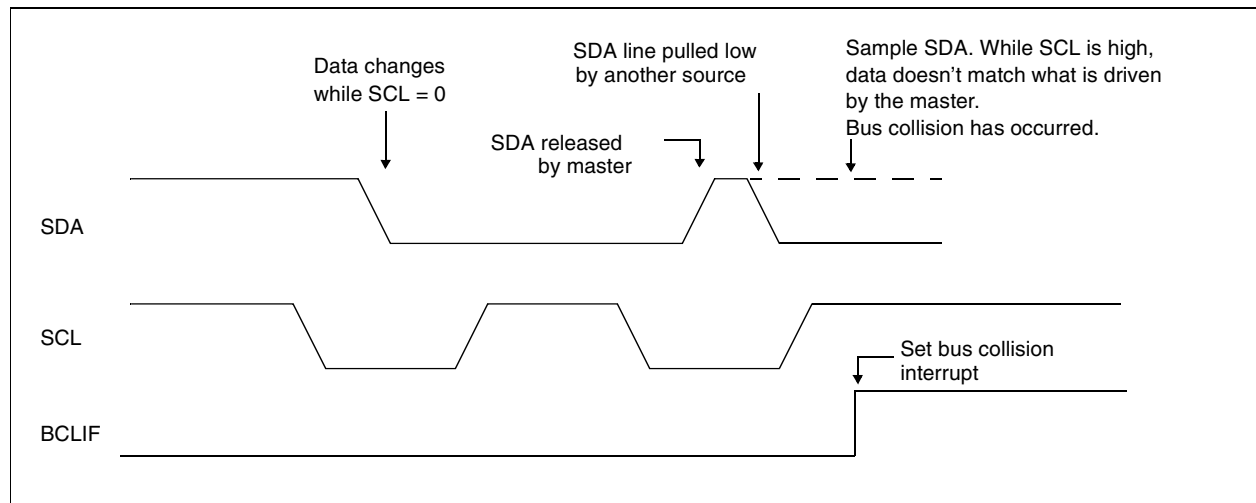 Data changes
while SCL = 0
SDA line pulled low
by another source
Sample SDA. While SCL is high,
data doesn’t match what is driven
by the master.
Bus collision has occurred.
SDA released
by master
SDA
SCL
Set bus collision
interrupt
BCLIF